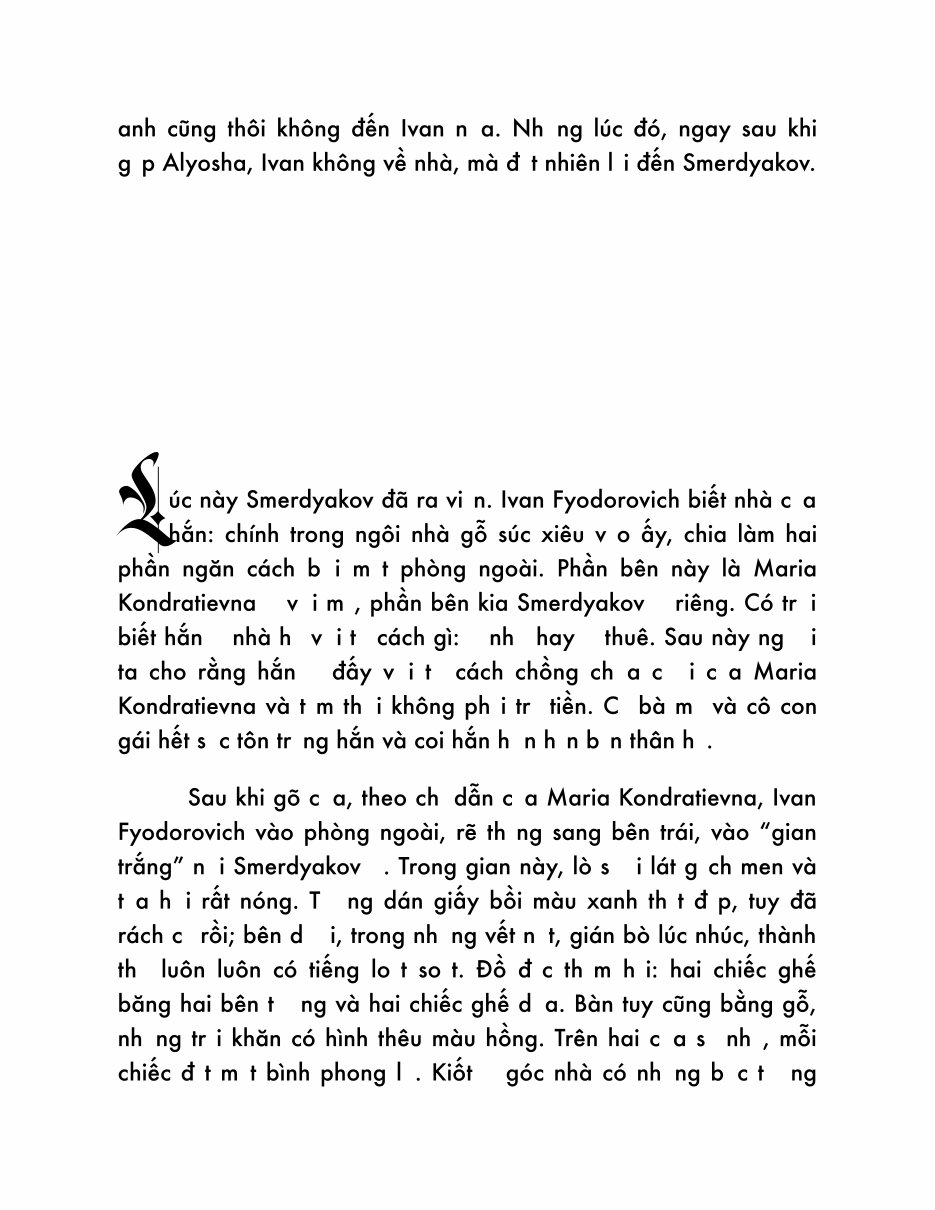 anh cũng thôi không đến Ivan n a. Nh ng lúc đó, ngay sau khi
g p Alyosha, Ivan không về nhà, mà đ t nhiên l i đến Smerdyakov.
Lúc này Smerdyakov đã ra vi n. Ivan Fyodorovich biết nhà c a
hắn: chính trong ngôi nhà gỗ súc xiêu v o ấy, chia làm hai
phần ngăn cách b i m t phòng ngoài. Phần bên này là Maria
Kondratievna v i m , phần bên kia Smerdyakov riêng. Có tr i
biết hắn nhà h v i t cách gì: nh hay thuê. Sau này ng i
ta cho rằng hắn đấy v i t cách chồng ch a c i c a Maria
Kondratievna và t m th i không ph i tr tiền. C bà m và cô con
gái hết s c tôn tr ng hắn và coi hắn h n h n b n thân h .
Sau khi gõ c a, theo ch dẫn c a Maria Kondratievna, Ivan
Fyodorovich vào phòng ngoài, rẽ th ng sang bên trái, vào “gian
trắng” n i Smerdyakov . Trong gian này, lò s i lát g ch men và
t a h i rất nóng. T ng dán giấy bồi màu xanh th t đ p, tuy đã
rách c rồi; bên d i, trong nh ng vết n t, gián bò lúc nhúc, thành
th luôn luôn có tiếng lo t so t. Đồ đ c th m h i: hai chiếc ghế
băng hai bên t ng và hai chiếc ghế d a. Bàn tuy cũng bằng gỗ,
nh ng tr i khăn có hình thêu màu hồng. Trên hai c a s nh , mỗi
chiếc đ t m t bình phong l . Kiốt góc nhà có nh ng b c t ng